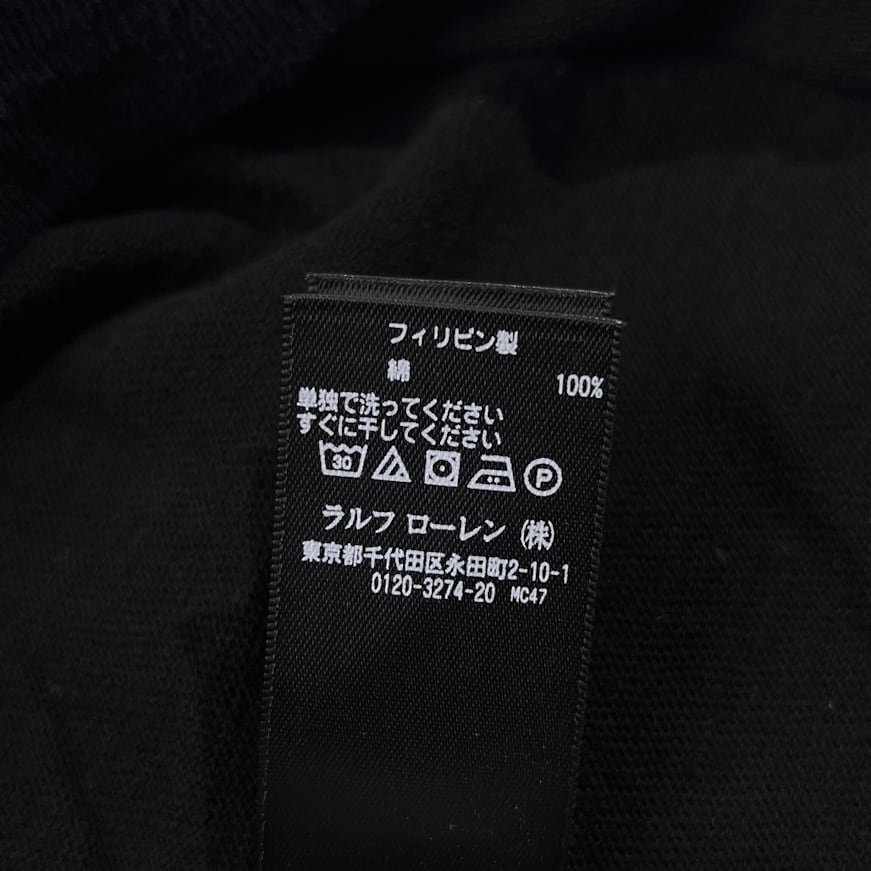 フィリピン製
綿 100%
単独で洗ってください
すぐに干してください
30 P
ラルフ ローレン (株)
東京都千代田区永田町2-10-1
0120-3274-20 MC47